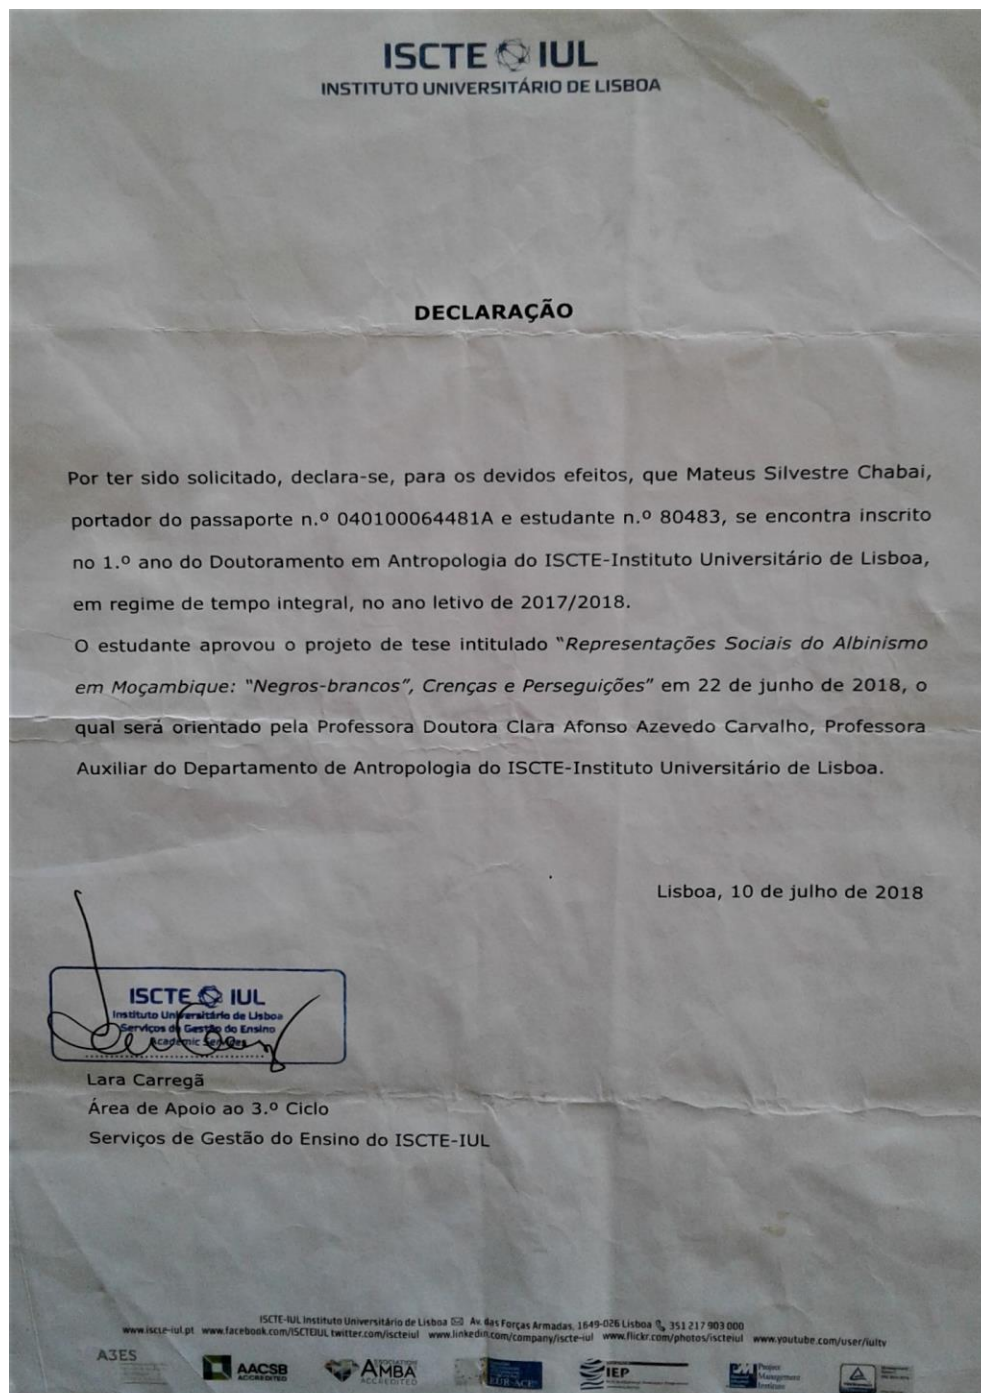 ISCTE IUL
INSTITUTO UNIVERSITÁRIO DE LISBOA
DECLARAÇÃO
Por ter sido solicitado, declara-se, para os devidos efeitos, que Mateus Silvestre Chabai,
portador do passaporte n.º 040100064481A e estudante n.º 80483, se encontra inscrito
no 1.º ano do Doutoramento em Antropologia do ISCTE-Instituto Universitário de Lisboa,
em regime de tempo integral, no ano letivo de 2017/2018.
O estudante aprovou o projeto de tese intitulado “Representações Sociais do Albinismo
em Moçambique: “Negros-brancos”, Crenças e Perseguições” em 22 de junho de 2018, o
qual será orientado pela Professora Doutora Clara Afonso Azevedo Carvalho, Professora
Auxiliar do Departamento de Antropologia do ISCTE-Instituto Universitário de Lisboa.
Lisboa, 10 de julho de 2018
ISCTE IUL
Instituto Universitário de Lisboa
Serviços de Gestão do Ensino
Academic Services
Lara Carregã
Área de Apoio ao 3.º Ciclo
Serviços de Gestão do Ensino do ISCTE-IUL
ISCTE-IUL Instituto Universitário de Lisboa Av. das Forças Armadas, 1649-026 Lisboa 351 217 903 000
www.iscte-iul.pt www.facebook.com/ISCTEIUL twitter.com/iscteiul www.linkedin.com/company/iscte-iul www.flickr.com/photos/iscteiul www.youtube.com/user/iultv
A3ES
AACSB
ACCREDITED
ASSOCIATION
AMBA
ACCREDITED
EUR-ACE
IEP
PMI Project
Management
Institute